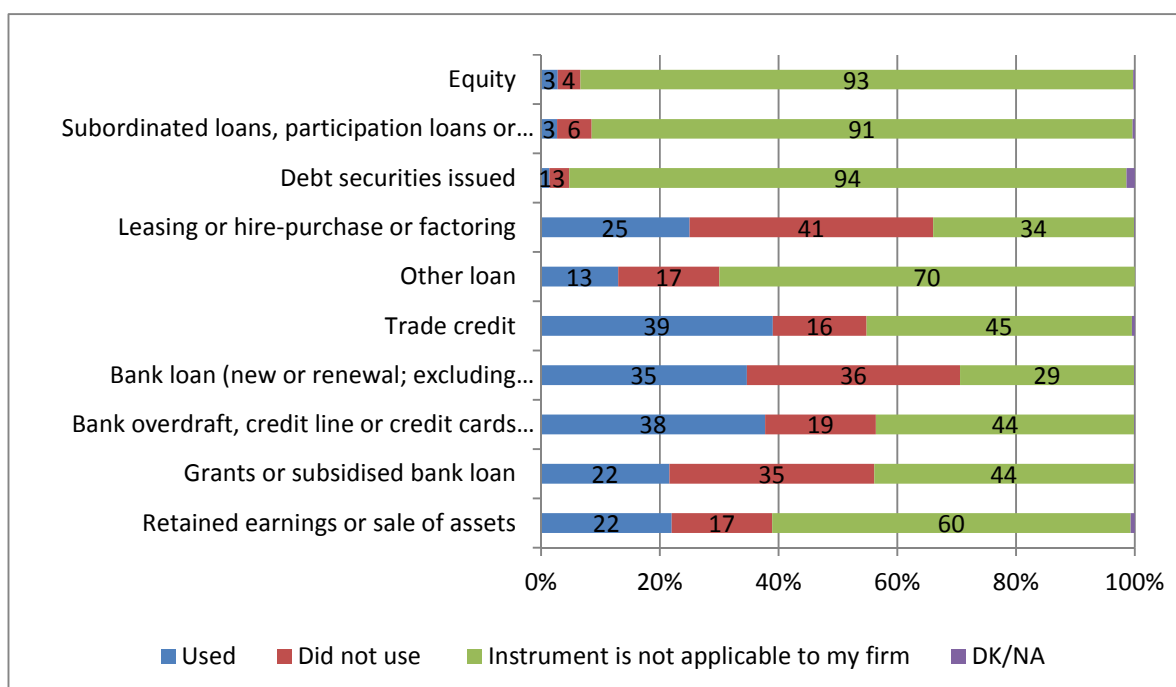 Equity 3 4 93
Subordinated loans, participation loans or... 3 6 91
Debt securities issued 1 3 94
Leasing or hire-purchase or factoring 25 41 34
Other loan 13 17 70
Trade credit 39 16 45
Bank loan (new or renewal; excluding... 35 36 29
Bank overdraft, credit line or credit cards... 38 19 44
Grants or subsidised bank loan 22 35 44
Retained earnings or sale of assets 22 17 60
0% 20% 40% 60% 80% 100%
Used Did not use Instrument is not applicable to my firm DK/NA